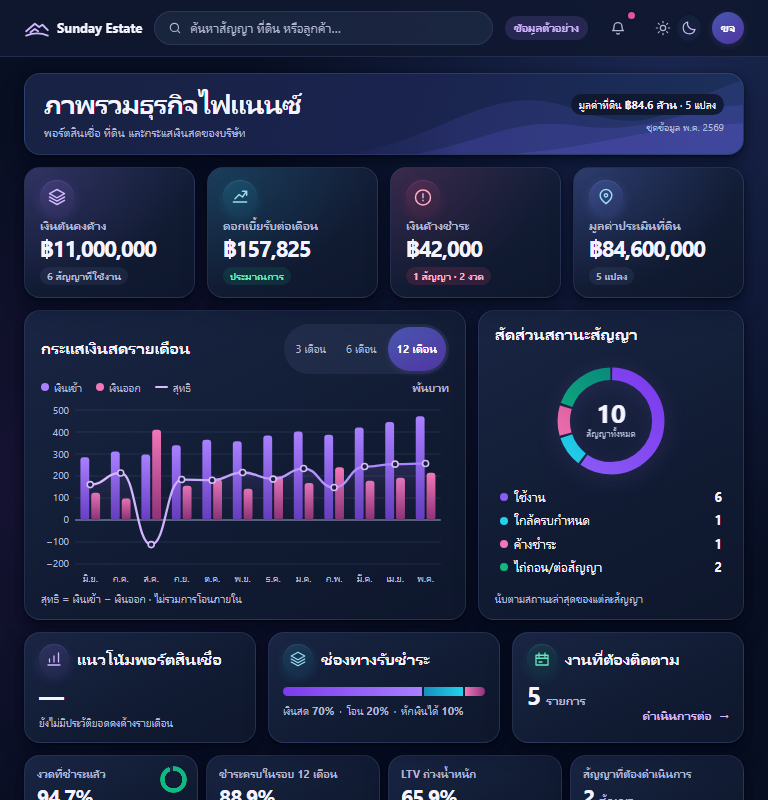 Sunday Estate
ค้นหาสัญญา ที่ดิน หรือลูกค้า...
ข้อมูลตัวอย่าง
ขจ
ภาพรวมธุรกิจไฟแนนซ์
พอร์ตสินเชื่อ ที่ดิน และกระแสเงินสดของบริษัท
มูลค่าที่ดิน ฿84.6 ล้าน · 5 แปลง
ชุดข้อมูล พ.ค. 2569
เงินต้นคงค้าง
฿11,000,000
6 สัญญาที่ใช้งาน
ดอกเบี้ยรับต่อเดือน
฿157,825
ประมาณการ
เงินค้างชำระ
฿42,000
1 สัญญา · 2 งวด
มูลค่าประเมินที่ดิน
฿84,600,000
5 แปลง
กระแสเงินสดรายเดือน
3 เดือน 6 เดือน 12 เดือน
เงินเข้า เงินออก สุทธิ
พันบาท
500
400
300
200
100
0
−100
−200
มิ.ย. ก.ค. ส.ค. ก.ย. ต.ค. พ.ย. ธ.ค. ม.ค. ก.พ. มี.ค. เม.ย. พ.ค.
สุทธิ = เงินเข้า − เงินออก · ไม่รวมการโอนภายใน
สัดส่วนสถานะสัญญา
10
สัญญาทั้งหมด
ใช้งาน 6
ใกล้ครบกำหนด 1
ค้างชำระ 1
ไถ่ถอน/ต่อสัญญา 2
นับตามสถานะล่าสุดของแต่ละสัญญา
แนวโน้มพอร์ตสินเชื่อ
—
ยังไม่มีประวัติยอดคงค้างรายเดือน
ช่องทางรับชำระ
เงินสด 70% · โอน 20% · หักเงินได้ 10%
งานที่ต้องติดตาม
5 รายการ
ดำเนินการต่อ →
งวดที่ชำระแล้ว
94.7%
ชำระครบในรอบ 12 เดือน
88.9%
LTV ถ่วงน้ำหนัก
65.9%
สัญญาที่ต้องดำเนินการ
2 สัญญา